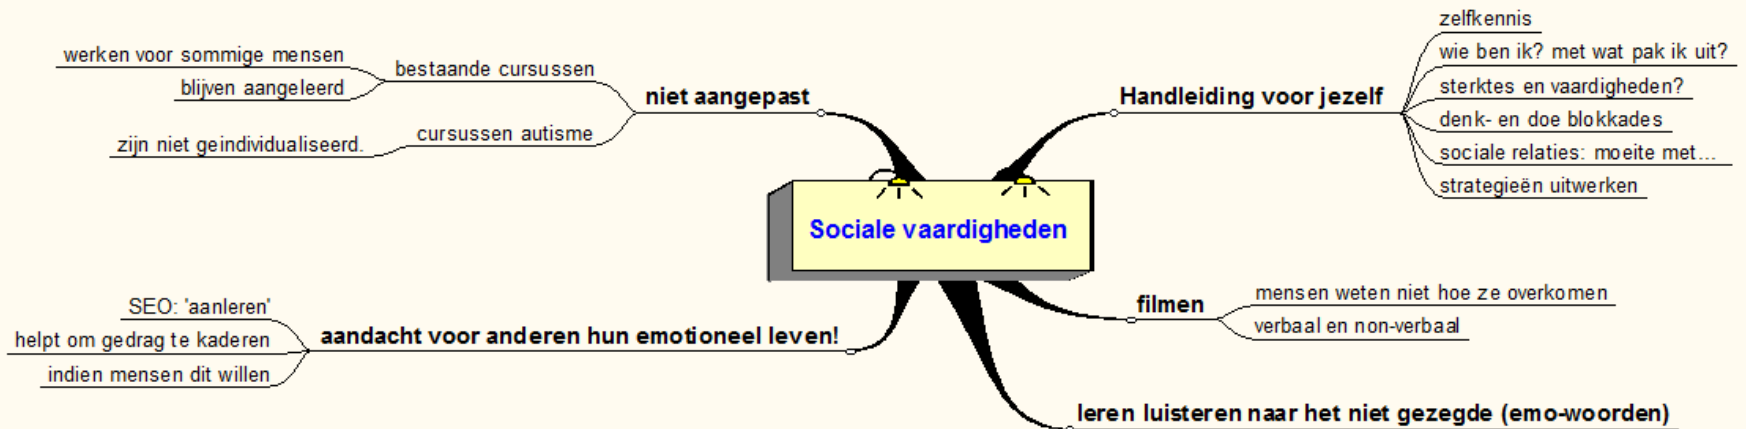 Sociale vaardigheden
niet aangepast
bestaande cursussen
werken voor sommige mensen
blijven aangeleerd
cursussen autisme
zijn niet geindividualiseerd.
Handleiding voor jezelf
zelfkennis
wie ben ik? met wat pak ik uit?
sterktes en vaardigheden?
denk- en doe blokkades
sociale relaties: moeite met...
strategieën uitwerken
aandacht voor anderen hun emotioneel leven!
SEO: 'aanleren'
helpt om gedrag te kaderen
indien mensen dit willen
filmen
mensen weten niet hoe ze overkomen
verbaal en non-verbaal
leren luisteren naar het niet gezegde (emo-woorden)